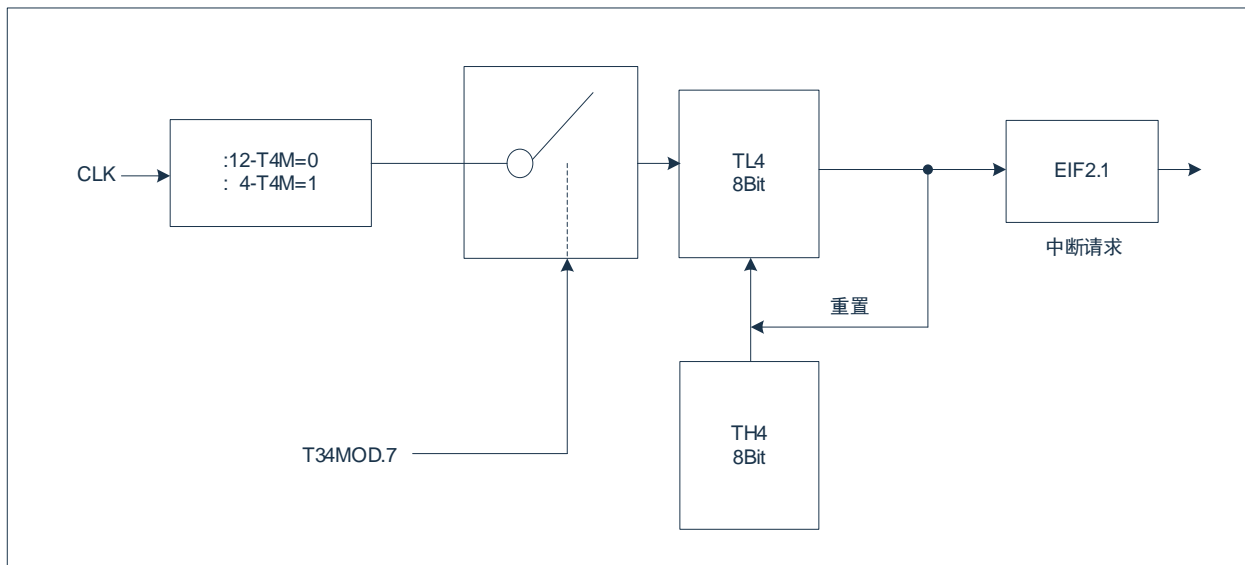 CLK
:12-T4M=0
: 4-T4M=1
TL4
8Bit
EIF2.1
中断请求
重置
TH4
8Bit
T34MOD.7